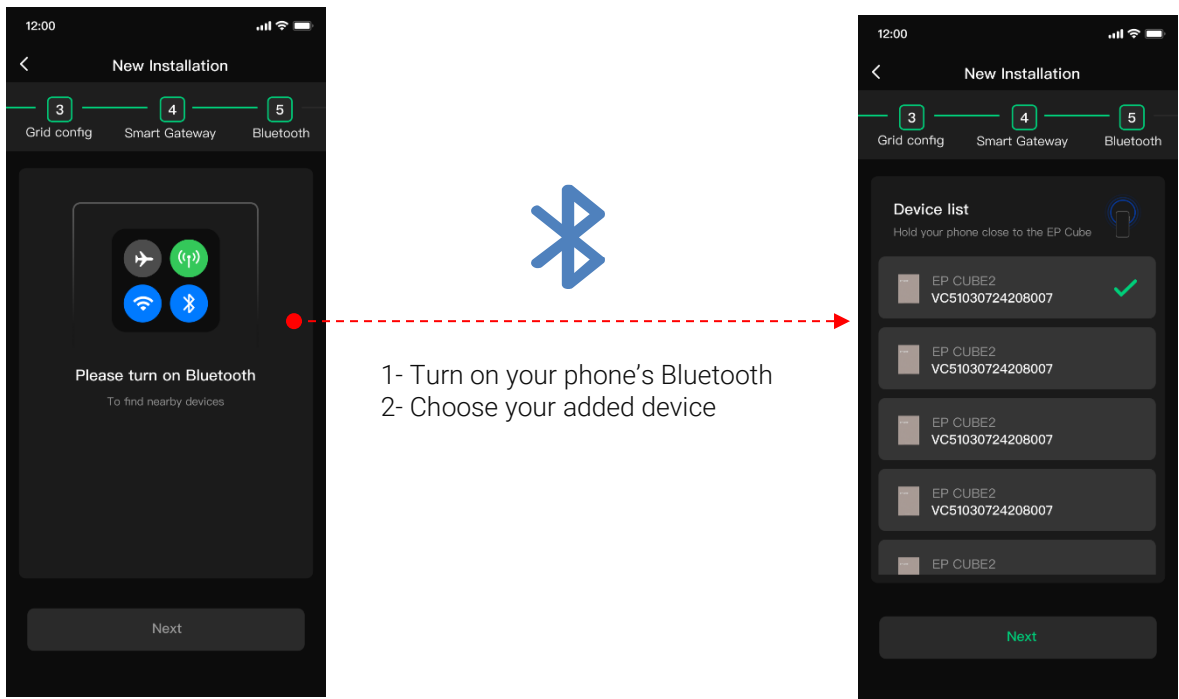 12:00
New Installation
3
4
5
Grid config
Smart Gateway
Bluetooth
Please turn on Bluetooth
To find nearby devices
Next
1- Turn on your phone’s Bluetooth
2- Choose your added device
12:00
New Installation
3
4
5
Grid config
Smart Gateway
Bluetooth
Device list
Hold your phone close to the EP Cube
EP CUBE2
VC51030724208007
EP CUBE2
VC51030724208007
EP CUBE2
VC51030724208007
EP CUBE2
VC51030724208007
EP CUBE2
Next